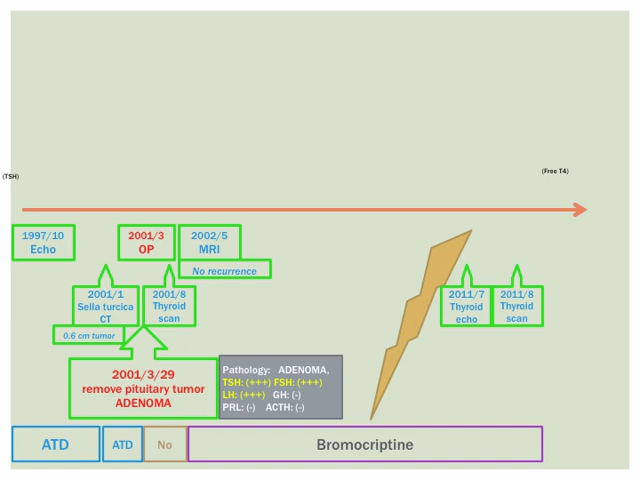 (TSH)
(Free T4)
1997/10
Echo
2001/3
OP
2002/5
MRI
No recurrence
2001/1
Sella turcica
CT
0.6 cm tumor
2001/8
Thyroid
scan
2011/7
Thyroid
echo
2011/8
Thyroid
scan
2001/3/29
remove pituitary tumor
ADENOMA
Pathology: ADENOMA,
TSH: (+++) FSH: (+++)
LH: (+++) GH: (-)
PRL: (-) ACTH: (-)
ATD
ATD
No
Bromocriptine